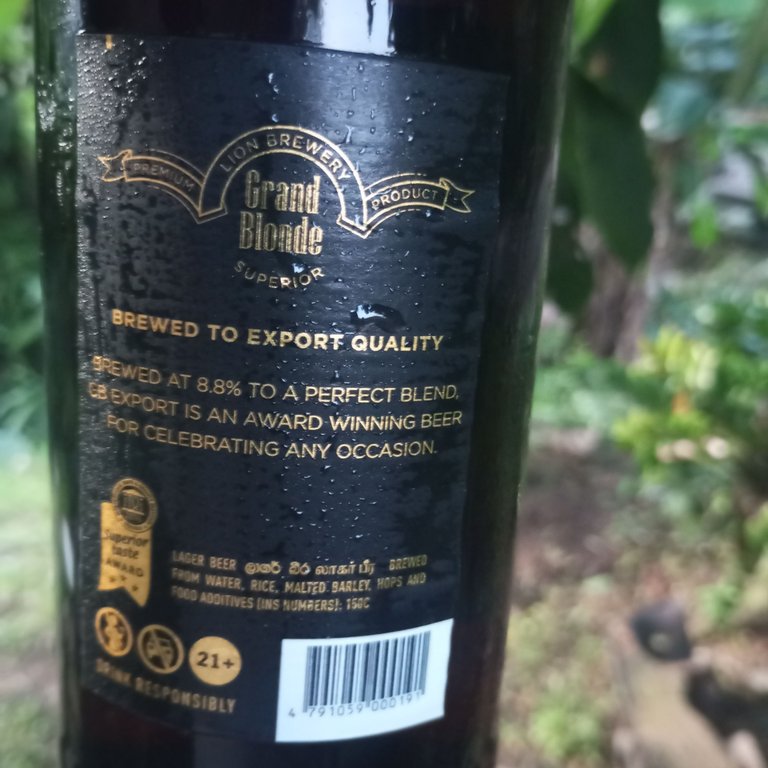 LION BREWERY
PREMIUM
PRODUCT
Grand
Blonde
SUPERIOR
BREWED TO EXPORT QUALITY
BREWED AT 8.8% TO A PERFECT BLEND,
GB EXPORT IS AN AWARD WINNING BEER
FOR CELEBRATING ANY OCCASION.
Superior
taste
AWARD
LAGER BEER ලාගර් බීර லாகர் பீர் BREWED
FROM WATER, RICE, MALTED BARLEY, HOPS AND
FOOD ADDITIVES (INS NUMBERS): 150C
21+
DRINK RESPONSIBLY
4 791059 000191